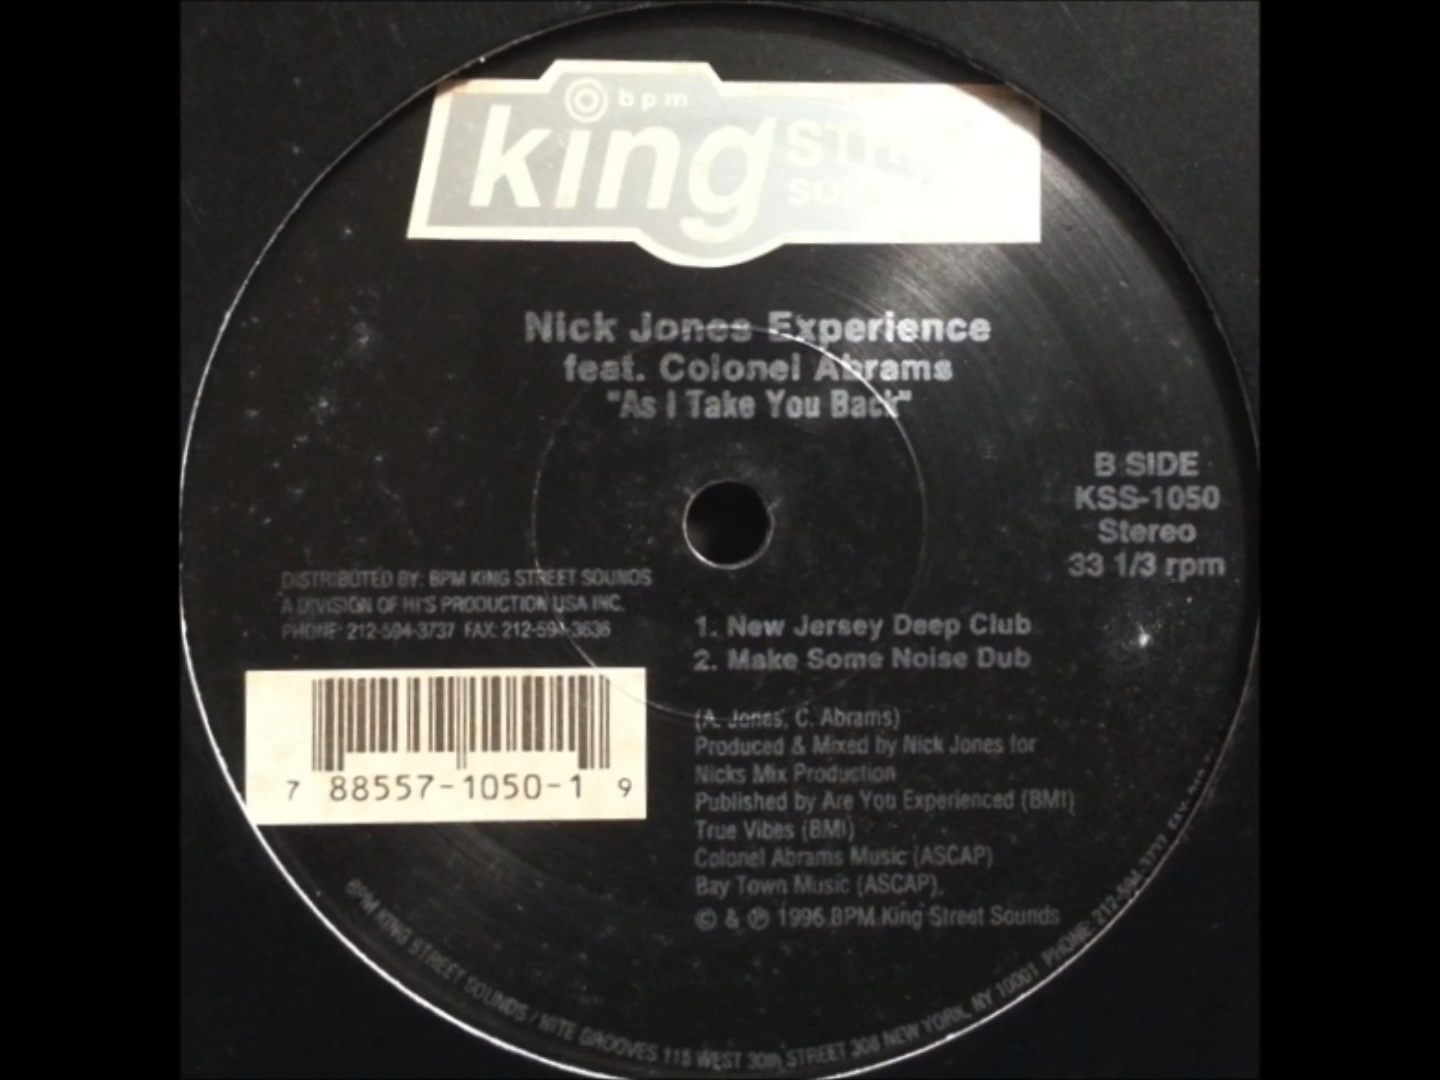 bpm
king
Nick Jones Experience
feat. Colonel Abrams
"As I Take You Back"
B SIDE
KSS-1050
Stereo
33 1/3 rpm
DISTRIBUTED BY: BPM KING STREET SOUNDS
A DIVISION OF HI'S PRODUCTION USA INC.
PHONE: 212-594-3737 FAX: 212-594-3636
1. New Jersey Deep Club
2. Make Some Noise Dub
(A. Jones, C. Abrams)
Produced & Mixed by Nick Jones for
Nicks Mix Production
Published by Are You Experienced (BMI)
True Vibes (BMI)
Colonel Abrams Music (ASCAP)
Bay Town Music (ASCAP),
© & ℗ 1996 BPM King Street Sounds
7 88557-1050-1 9
BPM KING STREET SOUNDS / NITE GROOVES 115 WEST 30th STREET 308 NEW YORK, NY 10001 PHONE: 212-594-3737